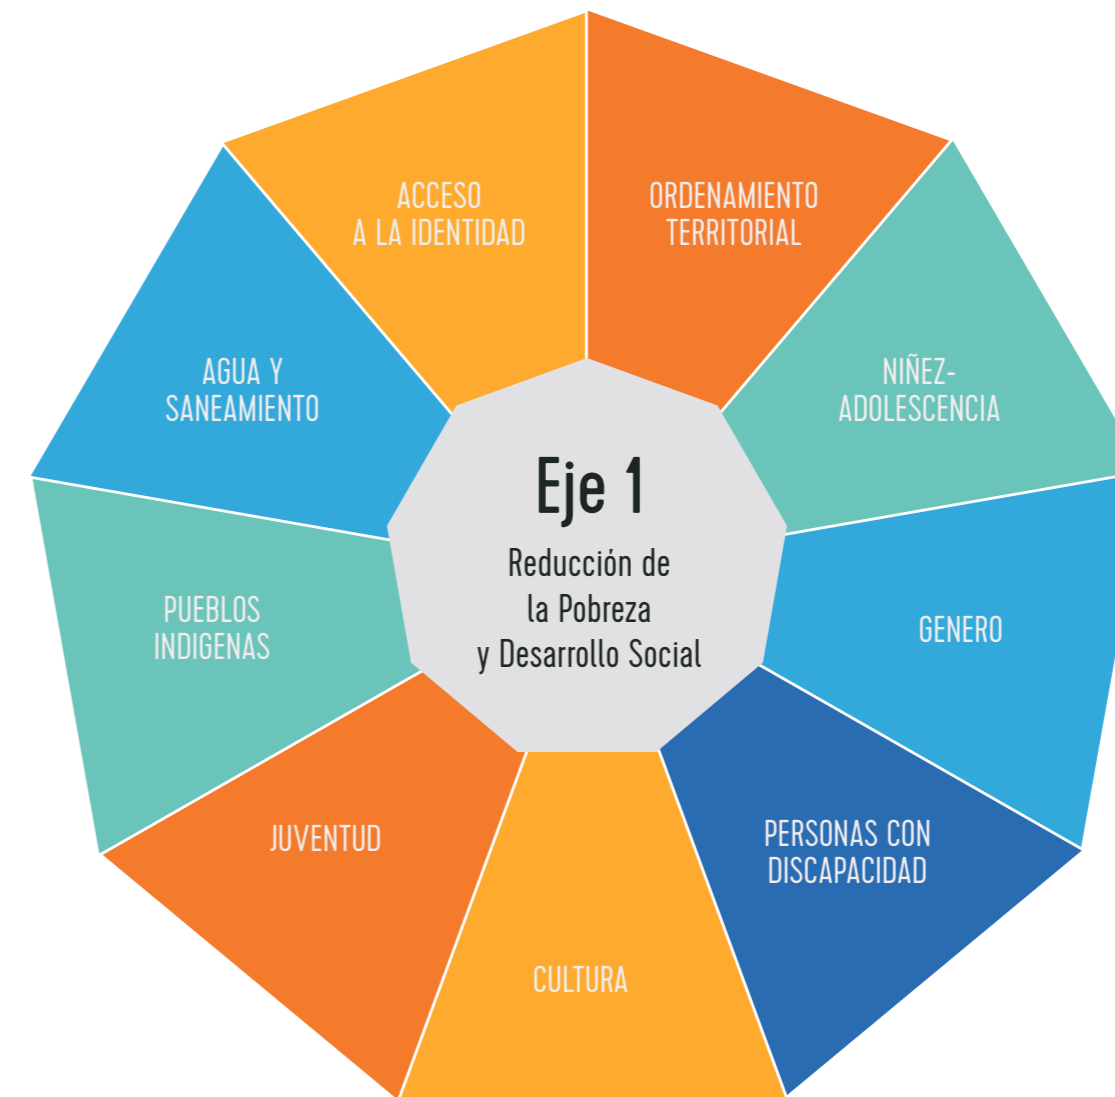 ACCESO
A LA IDENTIDAD
ORDENAMIENTO
TERRITORIAL
AGUA Y
SANEAMIENTO
NIÑEZ-
ADOLESCENCIA
Eje 1
Reducción de
la Pobreza
y Desarrollo Social
PUEBLOS
INDIGENAS
GENERO
JUVENTUD
PERSONAS CON
DISCAPACIDAD
CULTURA